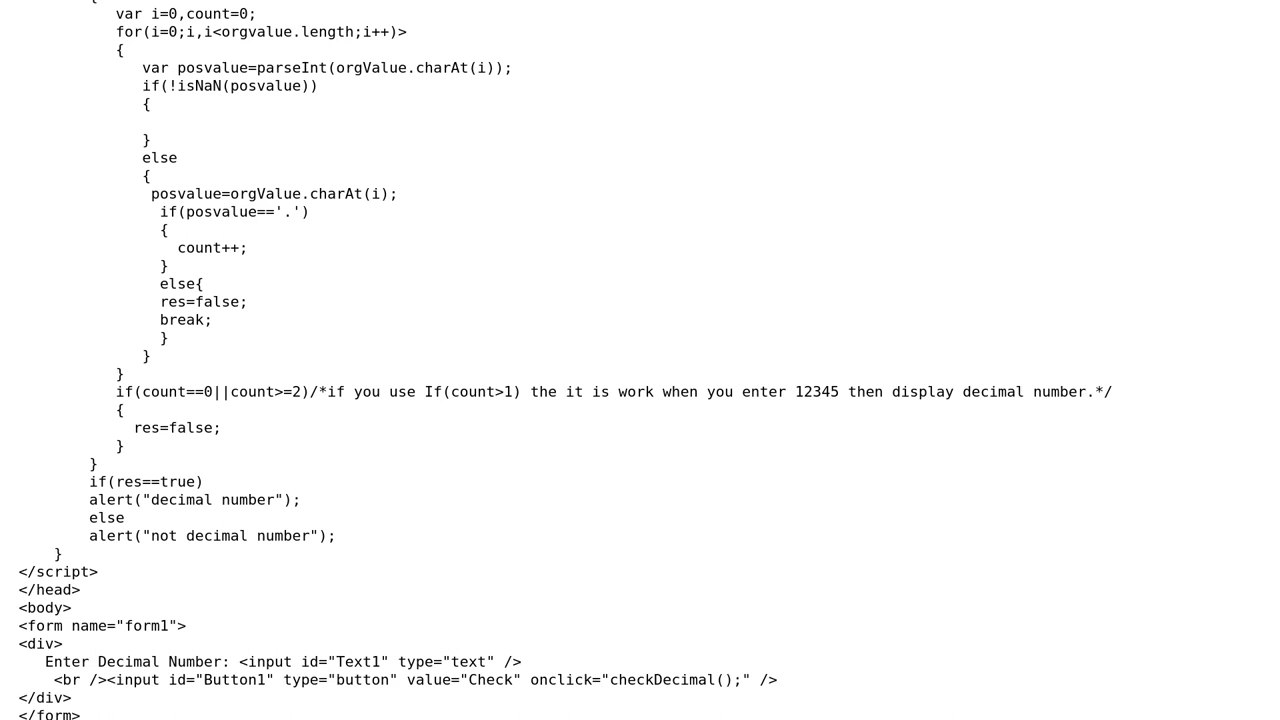 {
var i=0,count=0;
for(i=0;i,i<orgvalue.length;i++)>
{
var posvalue=parseInt(orgValue.charAt(i));
if(!isNaN(posvalue))
{
}
else
{
posvalue=orgValue.charAt(i);
if(posvalue=='.')
{
count++;
}
else{
res=false;
break;
}
}
}
if(count==0||count>=2)/*if you use If(count>1) the it is work when you enter 12345 then display decimal number.*/
{
res=false;
}
}
if(res==true)
alert("decimal number");
else
alert("not decimal number");
}
</script>
</head>
<body>
<form name="form1">
<div>
Enter Decimal Number: <input id="Text1" type="text" />
<br /><input id="Button1" type="button" value="Check" onclick="checkDecimal();" />
</div>
</form>